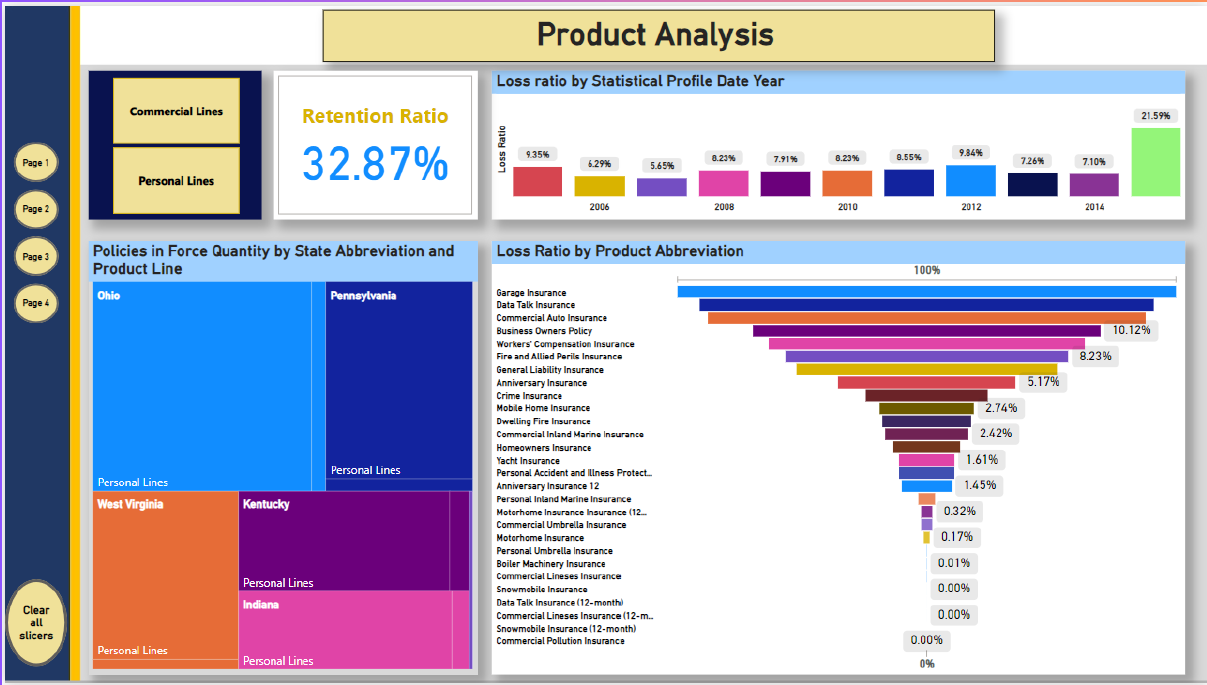 Product Analysis
Page 1
Page 2
Page 3
Page 4
Clear
all
slicers
Commercial Lines
Personal Lines
Retention Ratio
32.87%
Loss ratio by Statistical Profile Date Year
Loss Ratio
9.35%
6.29%
5.65%
8.23%
7.91%
8.23%
8.55%
9.84%
7.26%
7.10%
21.59%
2006
2008
2010
2012
2014
Policies in Force Quantity by State Abbreviation and
Product Line
Ohio
Personal Lines
Pennsylvania
Personal Lines
West Virginia
Personal Lines
Kentucky
Personal Lines
Indiana
Personal Lines
Loss Ratio by Product Abbreviation
100%
Garage Insurance
Data Talk Insurance
Commercial Auto Insurance
Business Owners Policy
10.12%
Workers' Compensation Insurance
Fire and Allied Perils Insurance
8.23%
General Liability Insurance
Anniversary Insurance
5.17%
Crime Insurance
Mobile Home Insurance
2.74%
Dwelling Fire Insurance
Commercial Inland Marine Insurance
2.42%
Homeowners Insurance
Yacht Insurance
1.61%
Personal Accident and Illness Protect...
Anniversary Insurance 12
1.45%
Personal Inland Marine Insurance
Motorhome Insurance Insurance (12...
0.32%
Commercial Umbrella Insurance
Motorhome Insurance
0.17%
Personal Umbrella Insurance
Boiler Machinery Insurance
0.01%
Commercial Lineses Insurance
Snowmobile Insurance
0.00%
Data Talk Insurance (12-month)
Commercial Lineses Insurance (12-m...
0.00%
Snowmobile Insurance (12-month)
Commercial Pollution Insurance
0.00%
0%